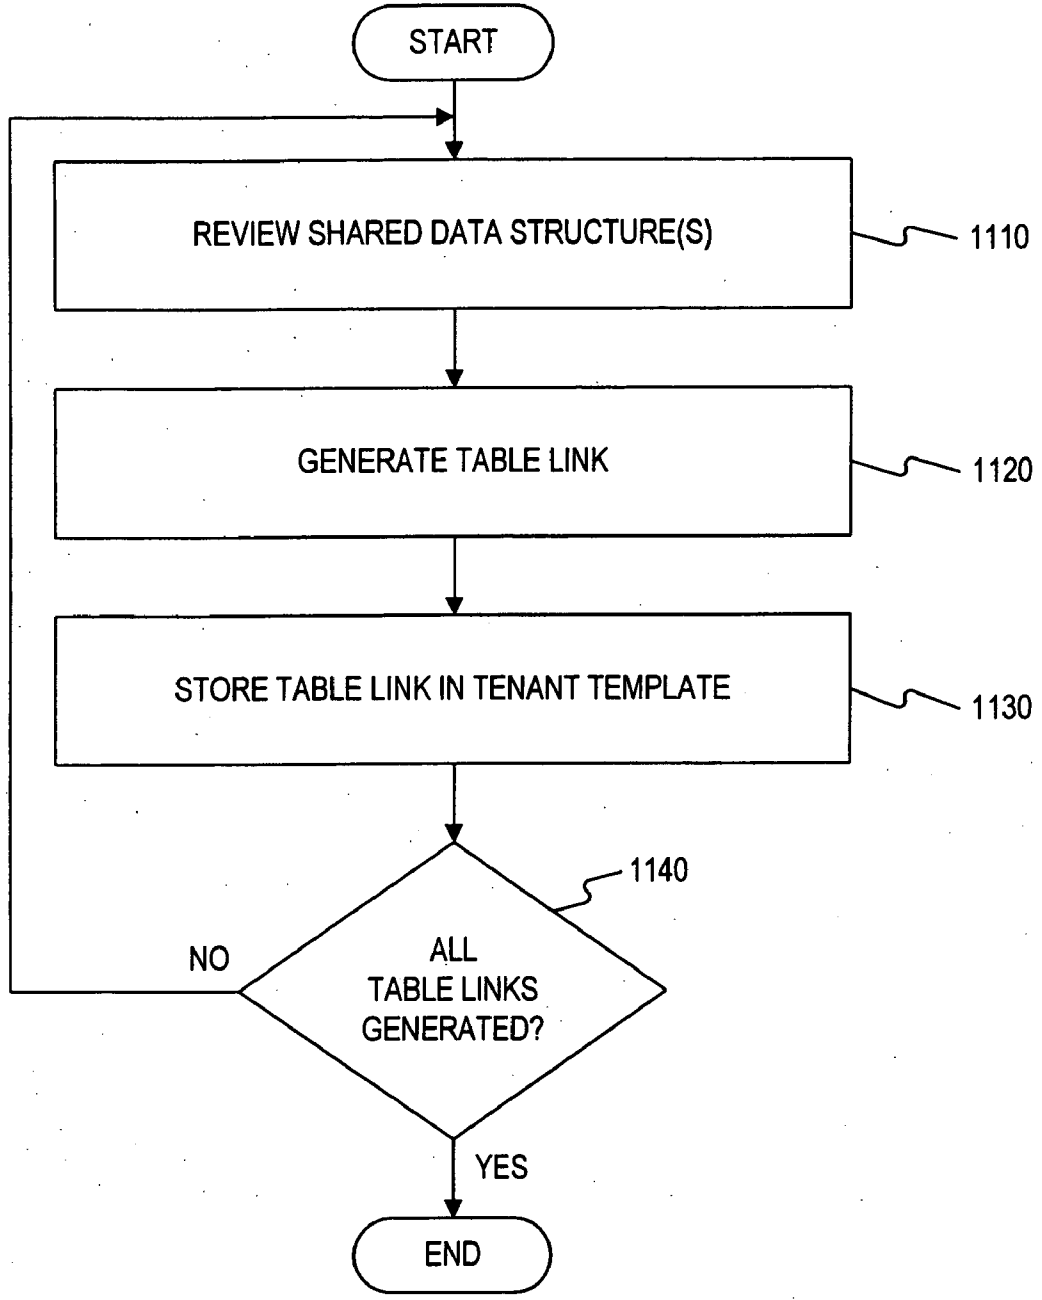 START
REVIEW SHARED DATA STRUCTURE(S)
1110
GENERATE TABLE LINK
1120
STORE TABLE LINK IN TENANT TEMPLATE
1130
1140
ALL
TABLE LINKS
GENERATED?
NO
YES
END